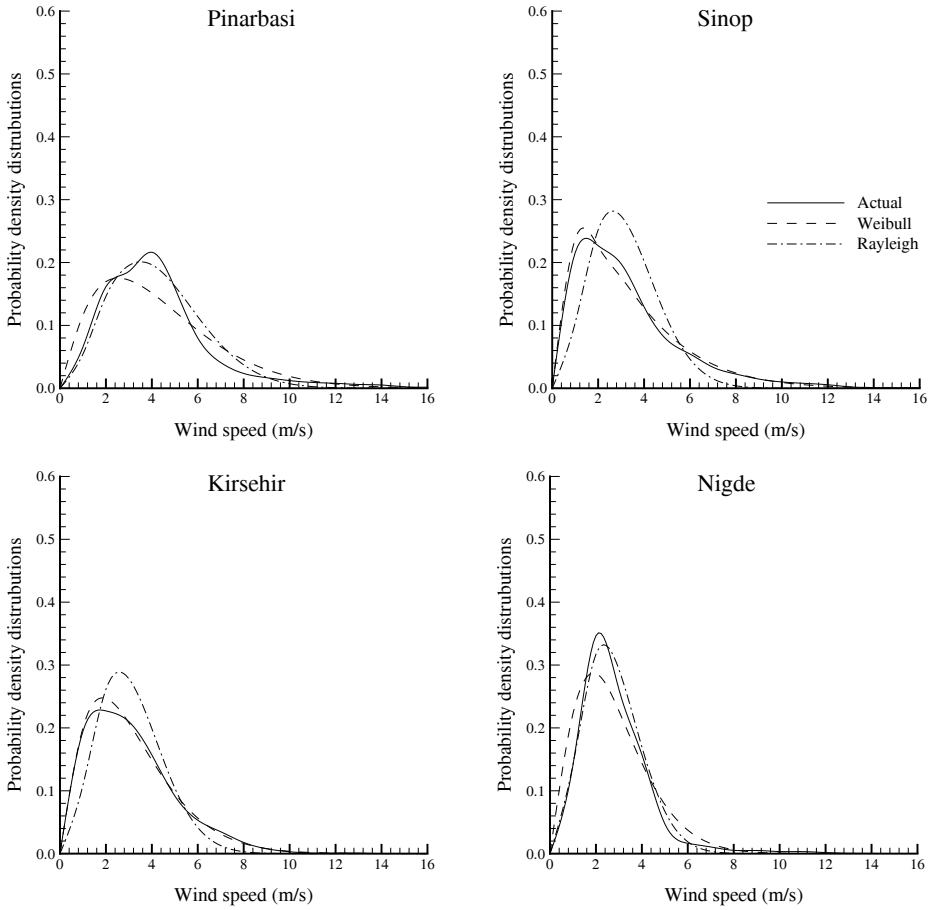 Pinarbasi
0.6
0.5
0.4
0.3
0.2
0.1
0.0
0 2 4 6 8 10 12 14 16
Probability density distrubutions
Wind speed (m/s)
Sinop
0.6
0.5
0.4
0.3
0.2
0.1
0.0
0 2 4 6 8 10 12 14 16
Probability density distrubutions
Wind speed (m/s)
Actual
Weibull
Rayleigh
Kirsehir
0.6
0.5
0.4
0.3
0.2
0.1
0.0
0 2 4 6 8 10 12 14 16
Probability density distrubutions
Wind speed (m/s)
Nigde
0.6
0.5
0.4
0.3
0.2
0.1
0.0
0 2 4 6 8 10 12 14 16
Probability density distrubutions
Wind speed (m/s)